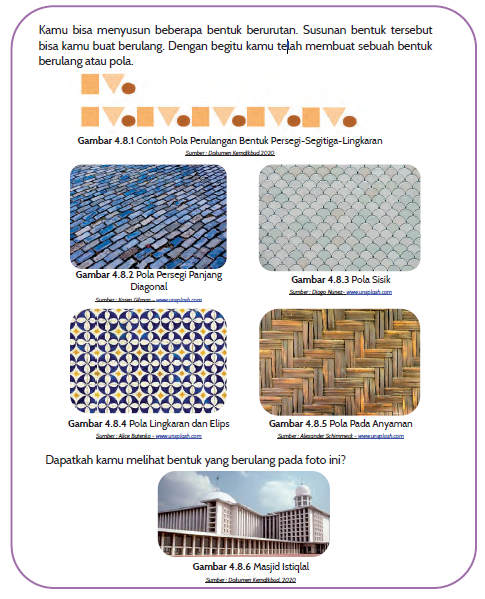 Kamu bisa menyusun beberapa bentuk berurutan. Susunan bentuk tersebut
bisa kamu buat berulang. Dengan begitu kamu telah membuat sebuah bentuk
berulang atau pola.
Gambar 4.8.1 Contoh Pola Perulangan Bentuk Persegi-Segitiga-Lingkaran
Sumber : Dokumen Kemdikbud 2020
Gambar 4.8.2 Pola Persegi Panjang
Diagonal
Sumber : Karen Gilman - www.unsplash.com
Gambar 4.8.3 Pola Sisik
Sumber : Diogo Nunez- www.unsplash.com
Gambar 4.8.4 Pola Lingkaran dan Elips
Sumber : Alice Butenko - www.unsplash.com
Gambar 4.8.5 Pola Pada Anyaman
Sumber : Alexander Schimmeck - www.unsplash.com
Dapatkah kamu melihat bentuk yang berulang pada foto ini?
Gambar 4.8.6 Masjid Istiqlal
Sumber : Dokumen Kemdikbud, 2020